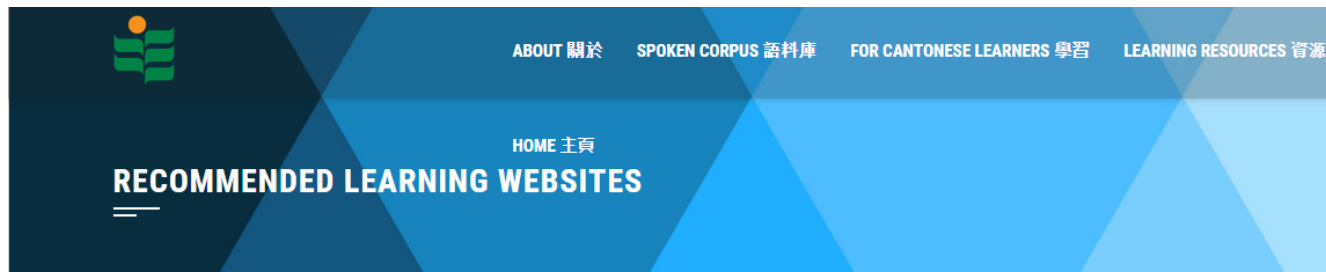 ABOUT 關於 SPOKEN CORPUS 語料庫 FOR CANTONESE LEARNERS 學習 LEARNING RESOURCES 資源
HOME 主頁
RECOMMENDED LEARNING WEBSITES